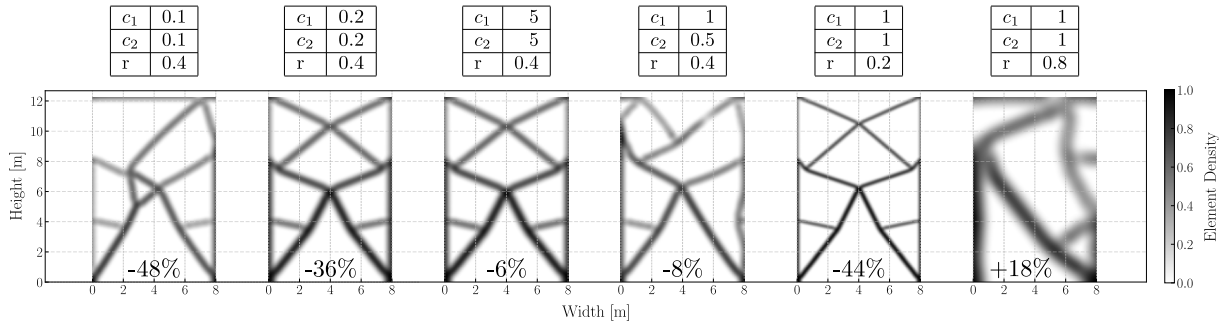 c₁ 0.1 c₁ 0.2 c₁ 5 c₁ 1 c₁ 1 c₁ 1
c₂ 0.1 c₂ 0.2 c₂ 5 c₂ 0.5 c₂ 1 c₂ 1
r 0.4 r 0.4 r 0.4 r 0.4 r 0.2 r 0.8
12
10
8
6
4
2
0
Height [m]
-48% -36% -6% -8% -44% +18%
0 2 4 6 8 0 2 4 6 8 0 2 4 6 8 0 2 4 6 8 0 2 4 6 8 0 2 4 6 8
Width [m]
1.0
0.8
0.6
0.4
0.2
0.0
Element Density